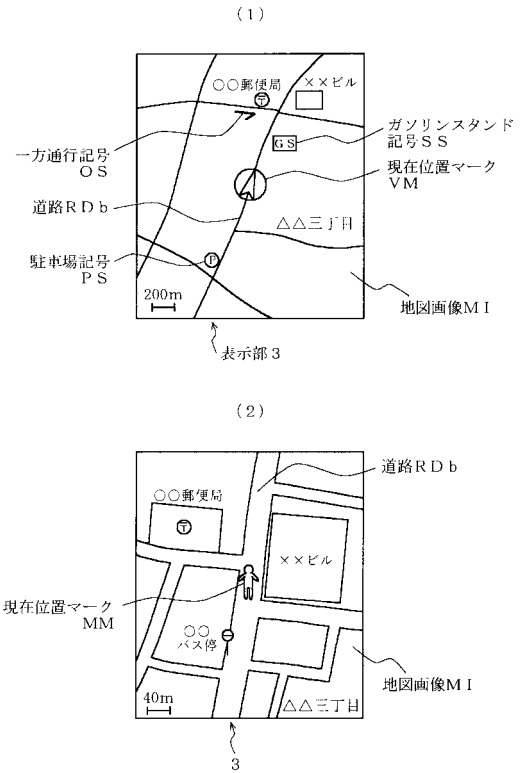 （１）
○○郵便局
××ビル
〒
ＧＳ
ガソリンスタンド
記号ＳＳ
一方通行記号
ＯＳ
現在位置マーク
ＶＭ
道路ＲＤｂ
△△三丁目
駐車場記号
ＰＳ
Ｐ
200m
地図画像ＭＩ
表示部３
（２）
道路ＲＤｂ
○○郵便局
〒
××ビル
現在位置マーク
ＭＭ
○○
バス停
地図画像ＭＩ
40m
△△三丁目
３